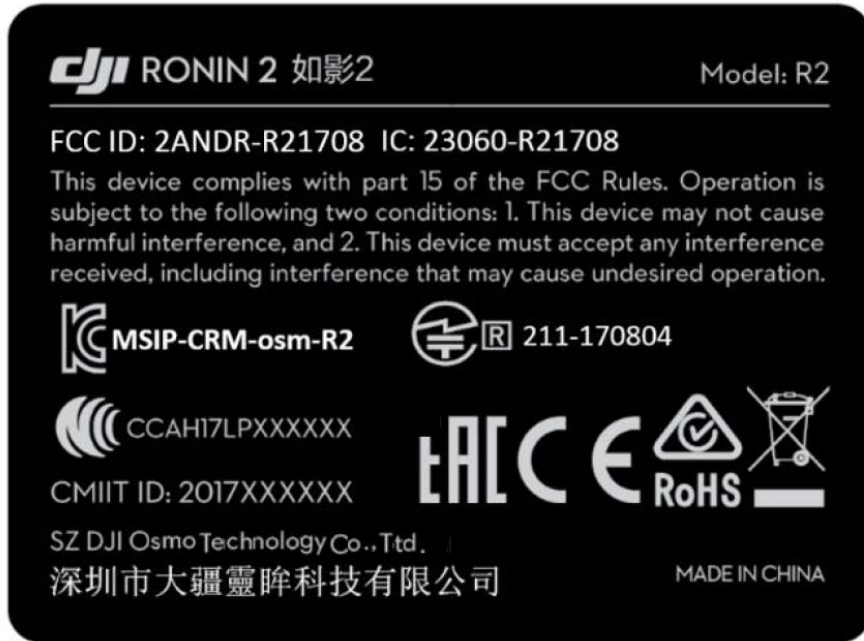 dji RONIN 2 如影2
Model: R2
FCC ID: 2ANDR-R21708 IC: 23060-R21708
This device complies with part 15 of the FCC Rules. Operation is
subject to the following two conditions: 1. This device may not cause
harmful interference, and 2. This device must accept any interference
received, including interference that may cause undesired operation.
MSIP-CRM-osm-R2
R 211-170804
CCAH17LPXXXXXX
EAC CE RoHS
CMIIT ID: 2017XXXXXX
SZ DJI Osmo Technology Co.,Ttd.
深圳市大疆靈眸科技有限公司
MADE IN CHINA